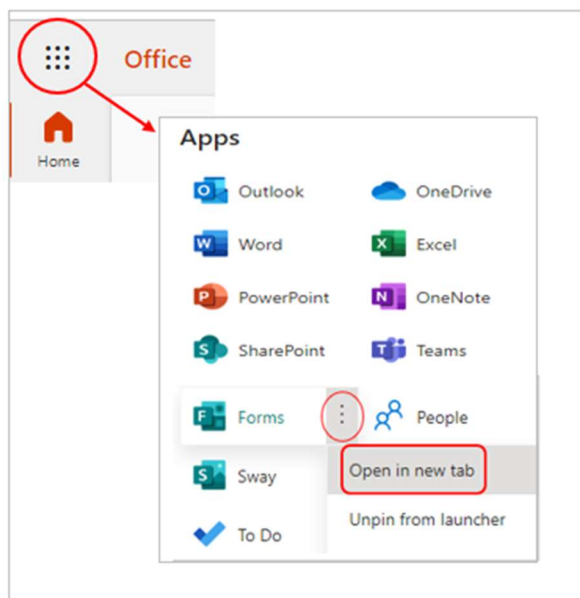 Office
Home
Apps
Outlook
OneDrive
Word
Excel
PowerPoint
OneNote
SharePoint
Teams
Forms
People
Sway
Open in new tab
Unpin from launcher
To Do